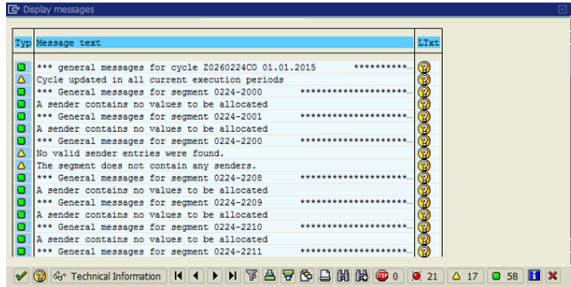 Display messages
Typ Message text LTxt
*** general messages for cycle Z0260224CO 01.01.2015 **********…
Cycle updated in all current execution periods
*** General messages for segment 0224-2000 ********************…
A sender contains no values to be allocated
*** General messages for segment 0224-2001 ********************…
A sender contains no values to be allocated
*** General messages for segment 0224-2200 ********************…
No valid sender entries were found.
The segment does not contain any senders.
*** General messages for segment 0224-2208 ********************…
A sender contains no values to be allocated
*** General messages for segment 0224-2209 ********************…
A sender contains no values to be allocated
*** General messages for segment 0224-2210 ********************…
A sender contains no values to be allocated
*** General messages for segment 0224-2211 ********************…
Technical Information STOP 0 21 17 58